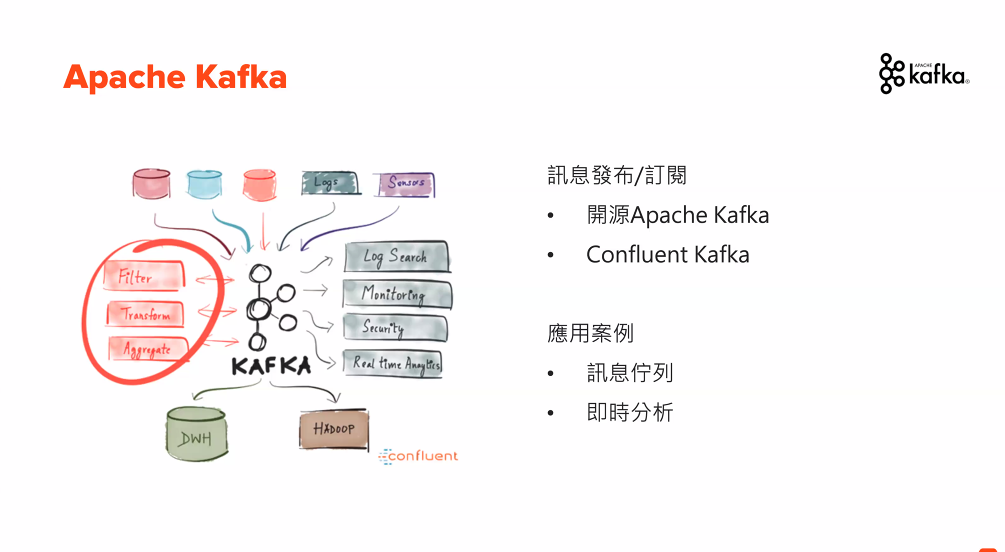 Apache Kafka
APACHE
kafka®
Logs
Sensors
Filter
Transform
Aggregate
KAFKA
Log Search
Monitoring
Security
Real time Analytics
DWH
HADOOP
confluent
訊息發布/訂閱
• 開源Apache Kafka
• Confluent Kafka
應用案例
• 訊息佇列
• 即時分析